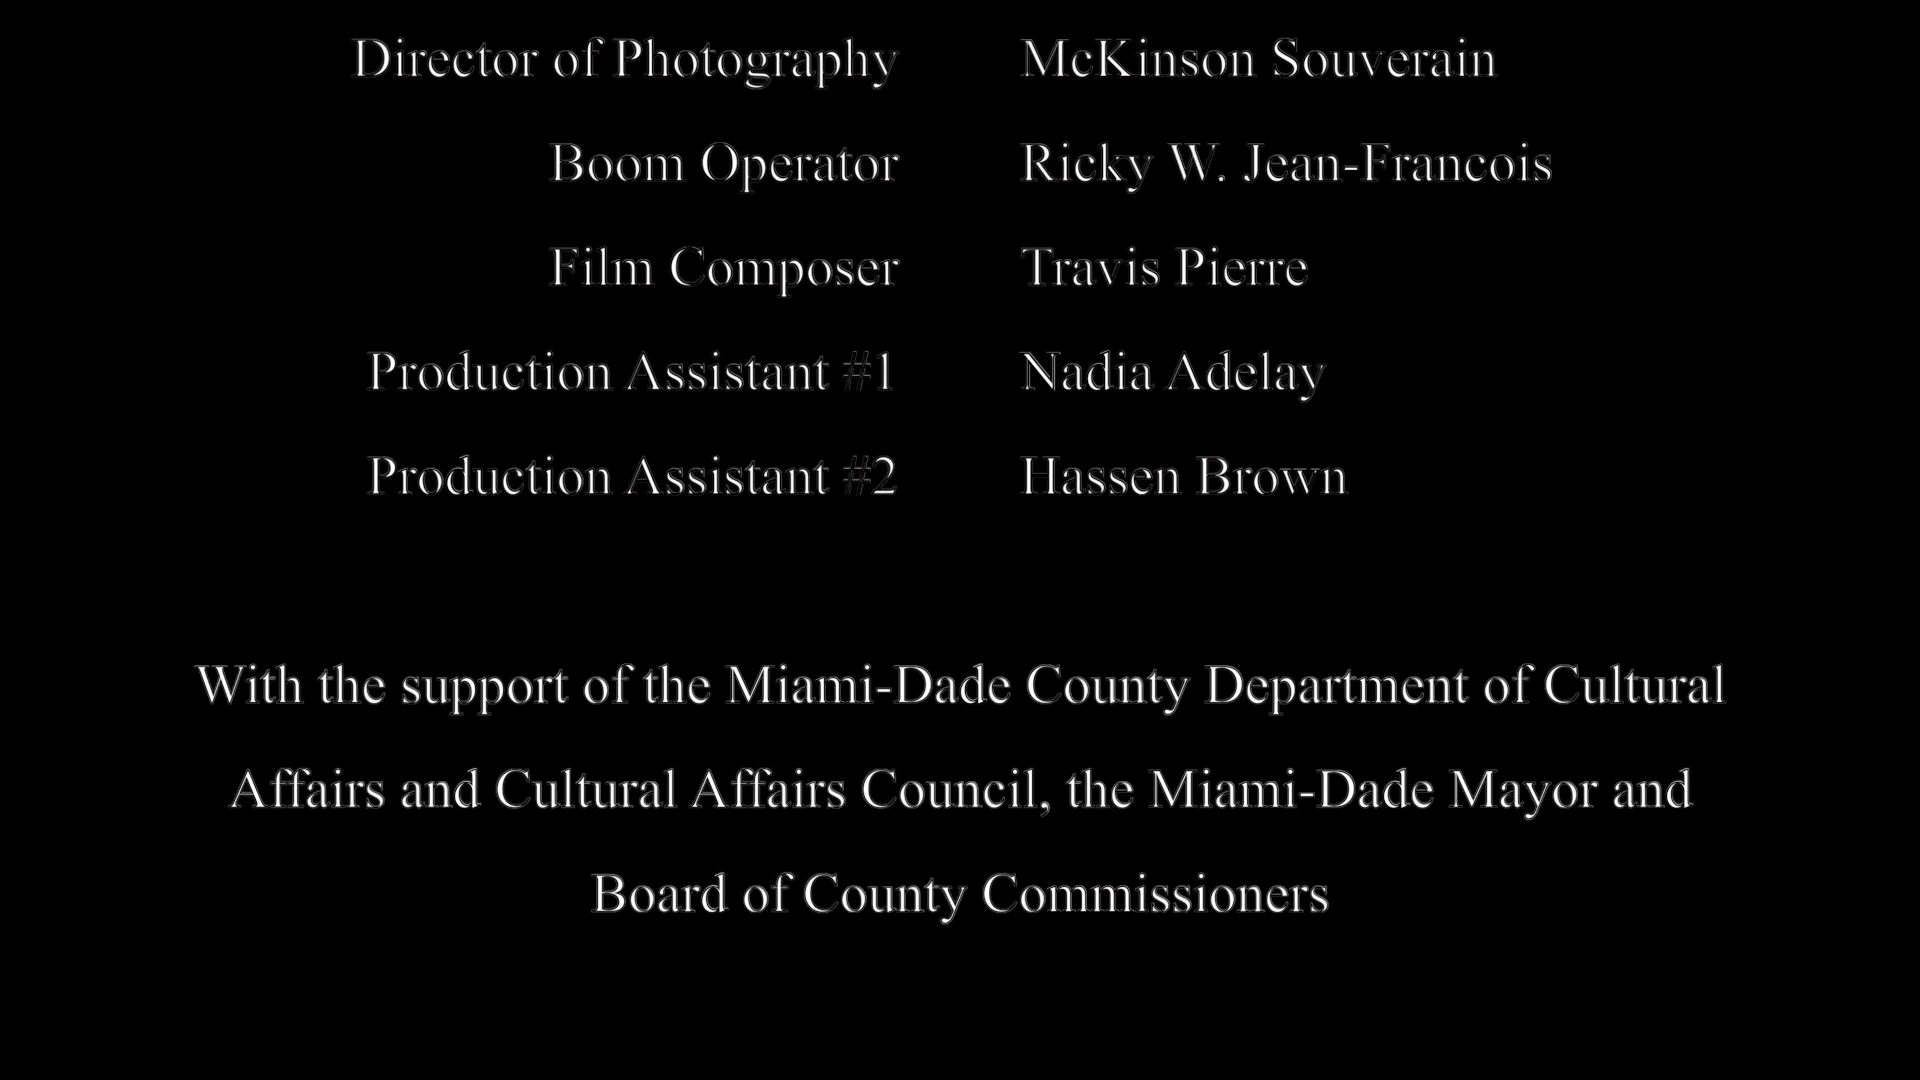 Director of Photography McKinson Souverain
Boom Operator Ricky W. Jean-Francois
Film Composer Travis Pierre
Production Assistant #1 Nadia Adelay
Production Assistant #2 Hassen Brown
With the support of the Miami-Dade County Department of Cultural
Affairs and Cultural Affairs Council, the Miami-Dade Mayor and
Board of County Commissioners